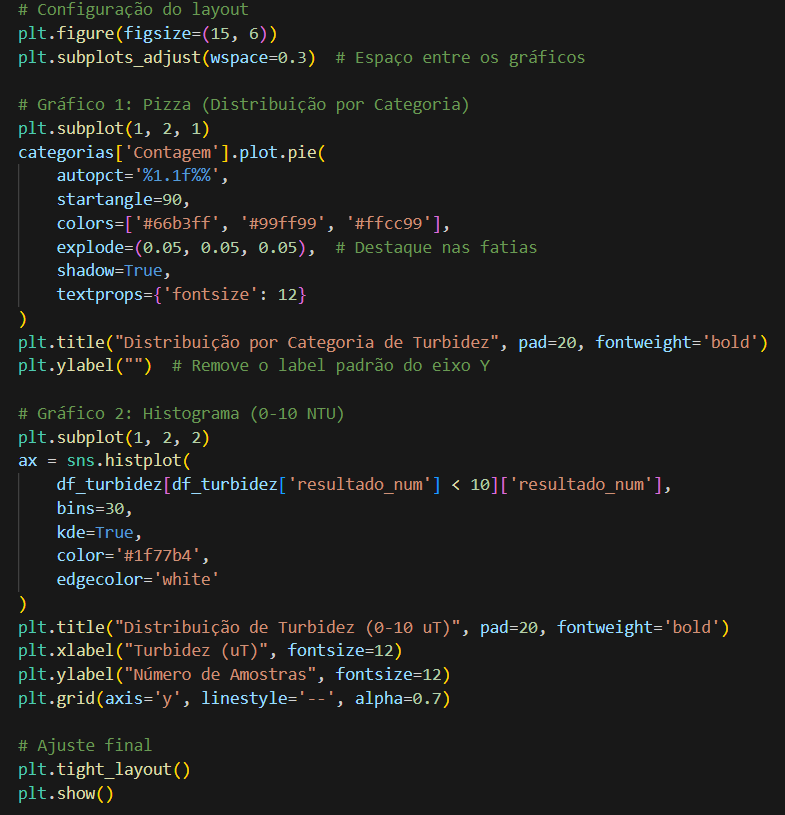 # Configuração do layout
plt.figure(figsize=(15, 6))
plt.subplots_adjust(wspace=0.3)  # Espaço entre os gráficos

# Gráfico 1: Pizza (Distribuição por Categoria)
plt.subplot(1, 2, 1)
categorias['Contagem'].plot.pie(
    autopct='%1.1f%%',
    startangle=90,
    colors=['#66b3ff', '#99ff99', '#ffcc99'],
    explode=(0.05, 0.05, 0.05),  # Destaque nas fatias
    shadow=True,
    textprops={'fontsize': 12}
)
plt.title("Distribuição por Categoria de Turbidez", pad=20, fontweight='bold')
plt.ylabel("")  # Remove o label padrão do eixo Y

# Gráfico 2: Histograma (0-10 NTU)
plt.subplot(1, 2, 2)
ax = sns.histplot(
    df_turbidez[df_turbidez['resultado_num'] < 10]['resultado_num'],
    bins=30,
    kde=True,
    color='#1f77b4',
    edgecolor='white'
)
plt.title("Distribuição de Turbidez (0-10 uT)", pad=20, fontweight='bold')
plt.xlabel("Turbidez (uT)", fontsize=12)
plt.ylabel("Número de Amostras", fontsize=12)
plt.grid(axis='y', linestyle='--', alpha=0.7)

# Ajuste final
plt.tight_layout()
plt.show()